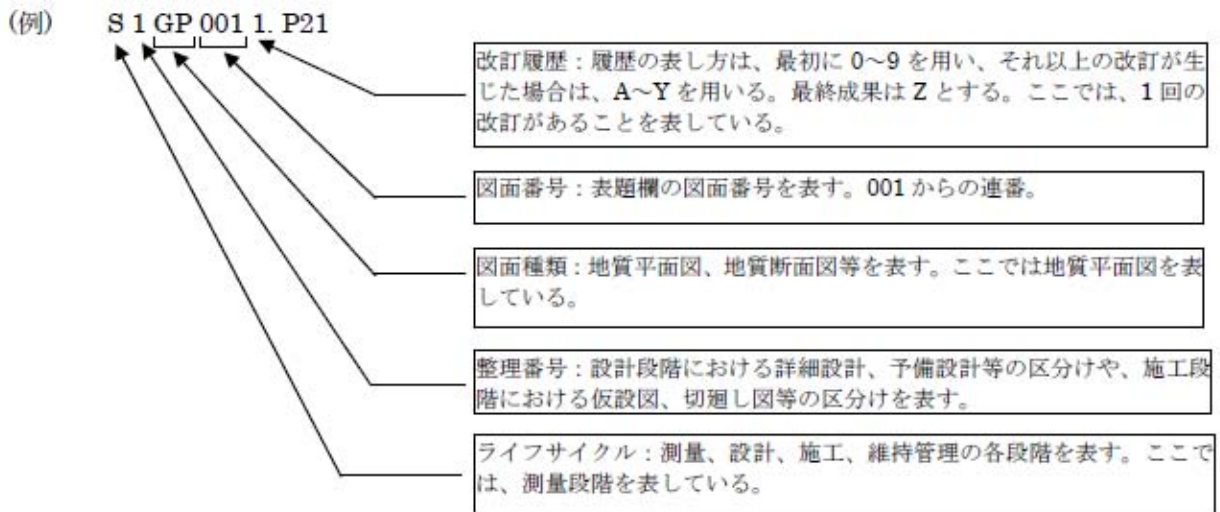 (例) S 1 GP 001 1. P21
改訂履歴：履歴の表し方は、最初に 0～9 を用い、それ以上の改訂が生
じた場合は、A～Y を用いる。最終成果は Z とする。ここでは、1 回の
改訂があることを表している。
図面番号：表題欄の図面番号を表す。001 からの連番。
図面種類：地質平面図、地質断面図等を表す。ここでは地質平面図を表
している。
整理番号：設計段階における詳細設計、予備設計等の区分けや、施工段
階における仮設図、切廻し図等の区分けを表す。
ライフサイクル：測量、設計、施工、維持管理の各段階を表す。ここで
は、測量段階を表している。